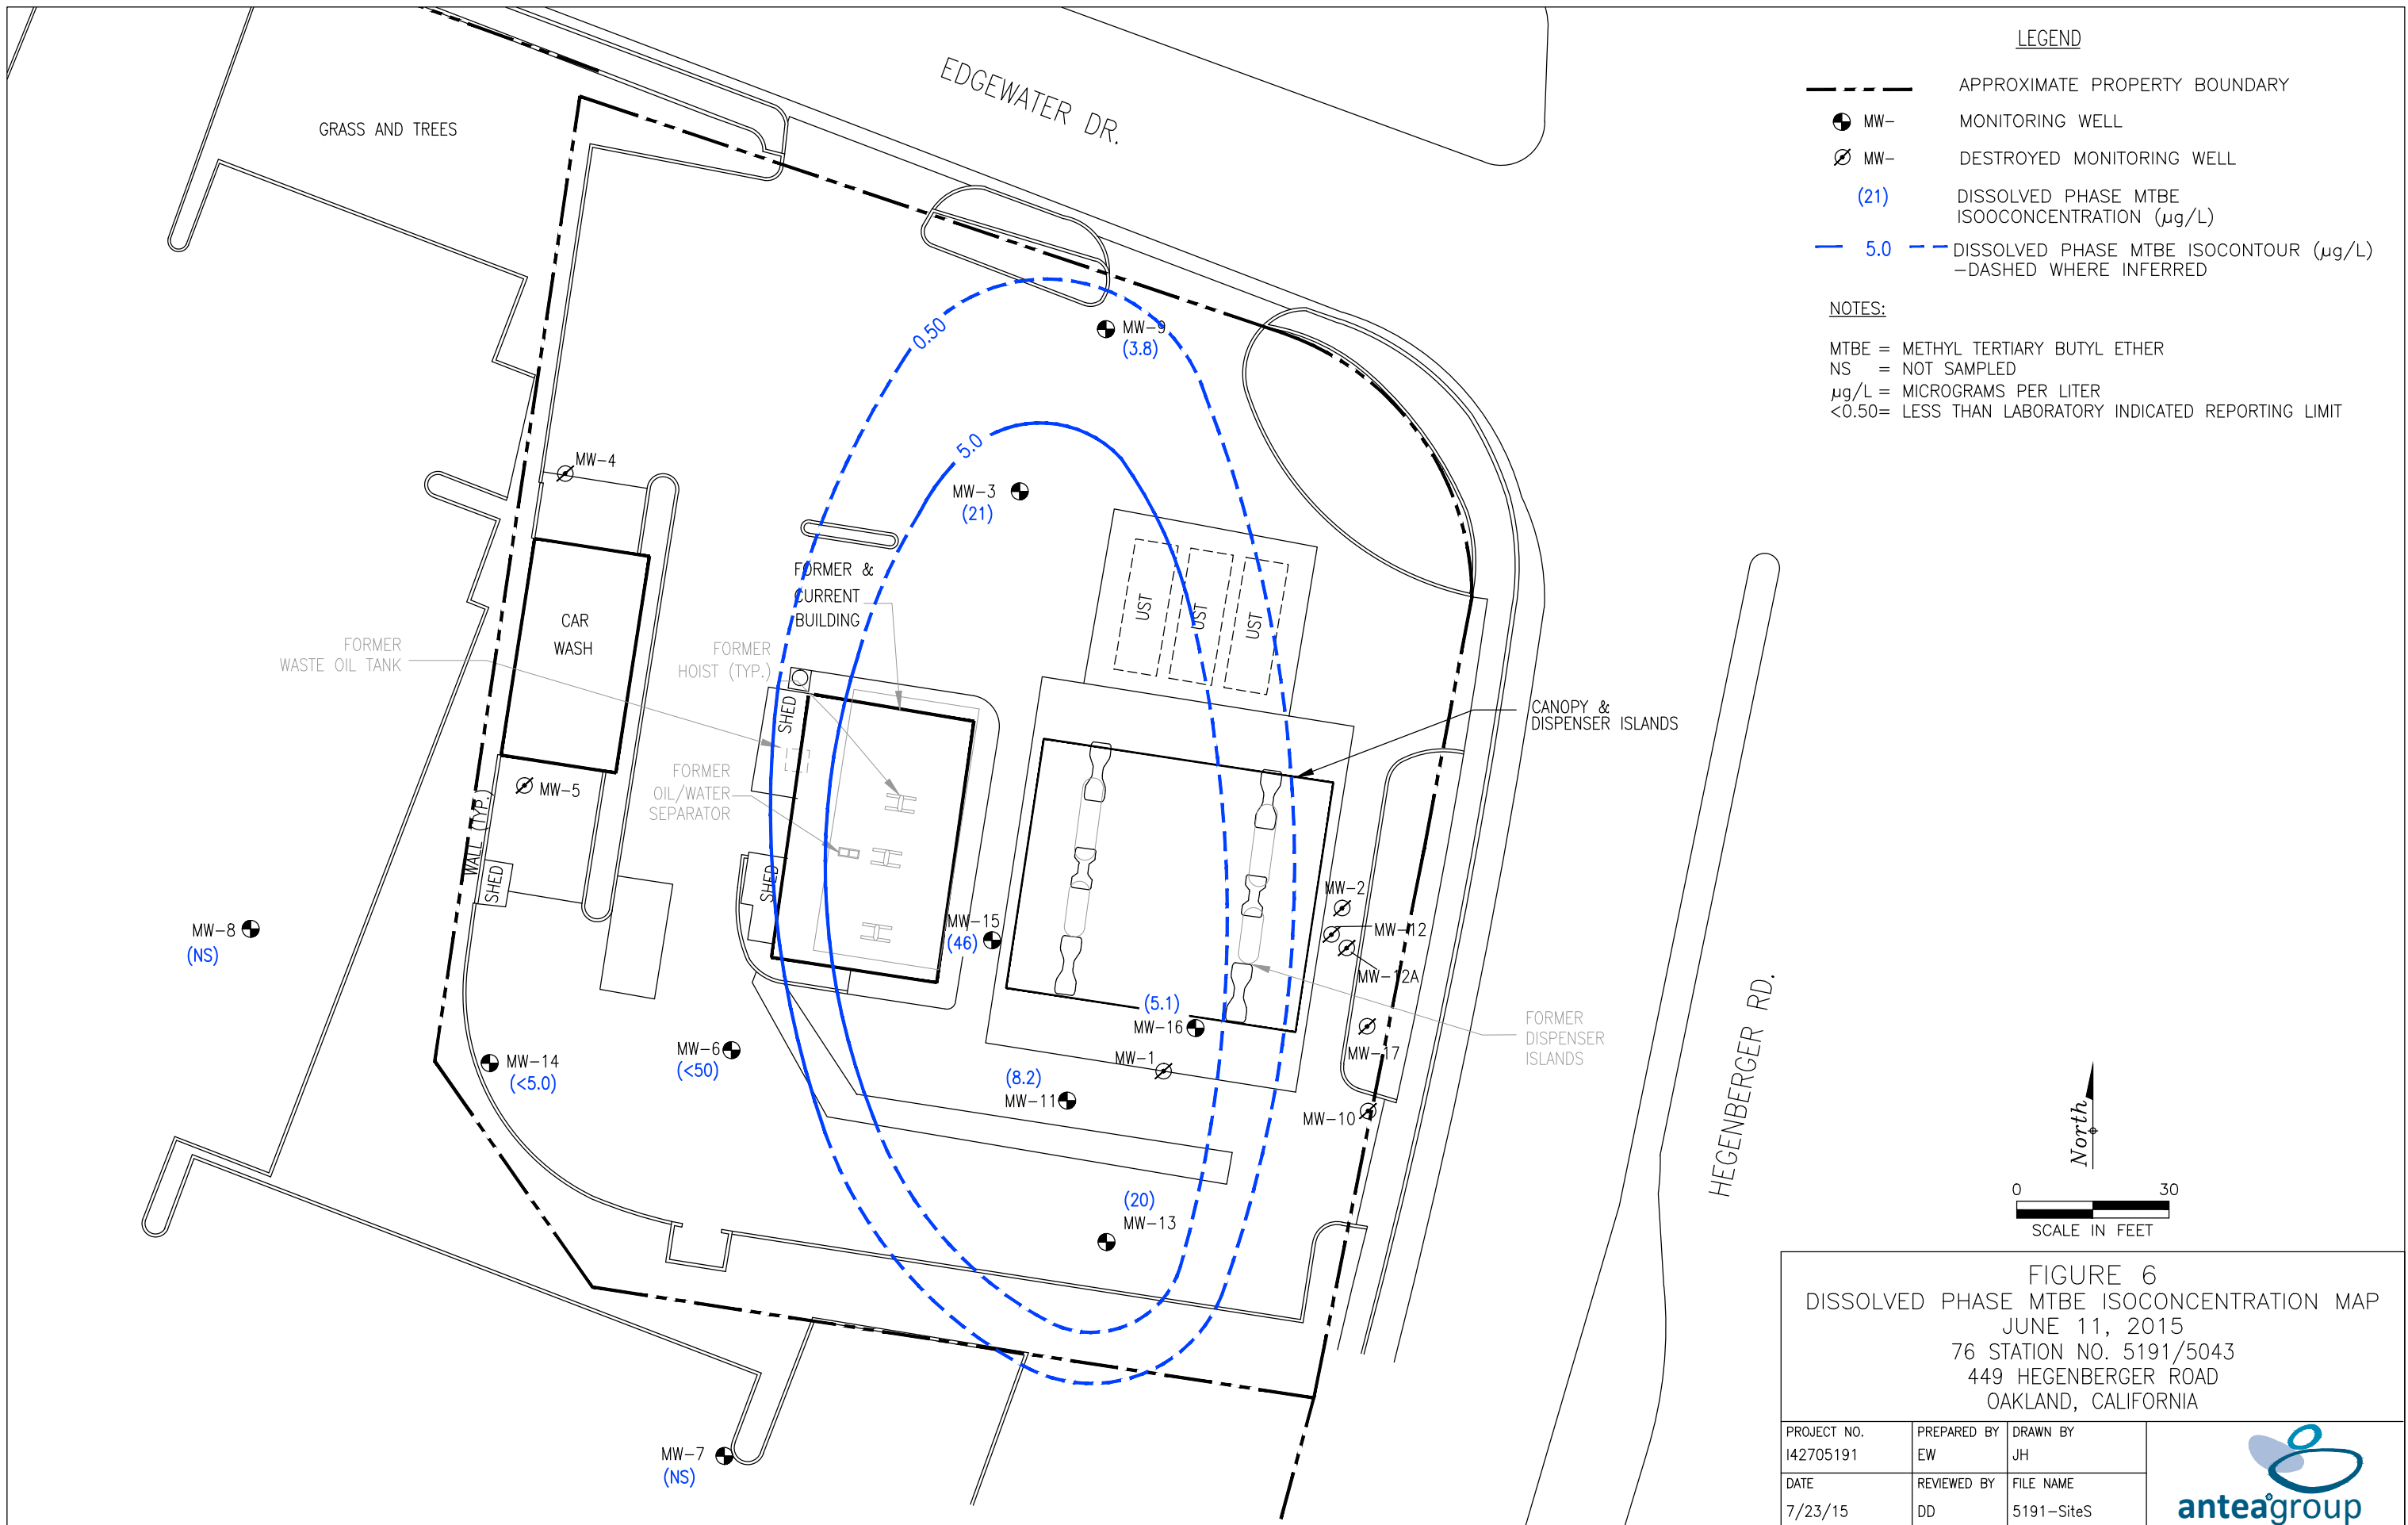 EDGEWATER DR.
GRASS AND TREES
LEGEND
APPROXIMATE PROPERTY BOUNDARY
MW- MONITORING WELL
MW- DESTROYED MONITORING WELL
(21) DISSOLVED PHASE MTBE
ISOOCONCENTRATION (µg/L)
5.0 DISSOLVED PHASE MTBE ISOCONTOUR (µg/L)
-DASHED WHERE INFERRED
NOTES:
MTBE = METHYL TERTIARY BUTYL ETHER
NS = NOT SAMPLED
µg/L = MICROGRAMS PER LITER
<0.50= LESS THAN LABORATORY INDICATED REPORTING LIMIT
0.50
MW-9
(3.8)
5.0
MW-4
MW-3
(21)
FORMER &
CURRENT
BUILDING
UST
UST
UST
CAR
WASH
FORMER
WASTE OIL TANK
FORMER
HOIST (TYP.)
SHED
CANOPY &
DISPENSER ISLANDS
FORMER
OIL/WATER
SEPARATOR
MW-5
WALL (TYP.)
SHED
SHED
MW-2
MW-12
MW-12A
MW-15
(46)
MW-8
(NS)
(5.1)
MW-16
MW-17
FORMER
DISPENSER
ISLANDS
MW-6
(<50)
MW-14
(<5.0)
MW-1
(8.2)
MW-11
MW-10
HEGENBERGER RD.
(20)
MW-13
North
0 30
SCALE IN FEET
MW-7
(NS)
FIGURE 6
DISSOLVED PHASE MTBE ISOCONCENTRATION MAP
JUNE 11, 2015
76 STATION NO. 5191/5043
449 HEGENBERGER ROAD
OAKLAND, CALIFORNIA
PROJECT NO. PREPARED BY DRAWN BY
I42705191 EW JH
DATE REVIEWED BY FILE NAME
7/23/15 DD 5191-SiteS
anteagroup